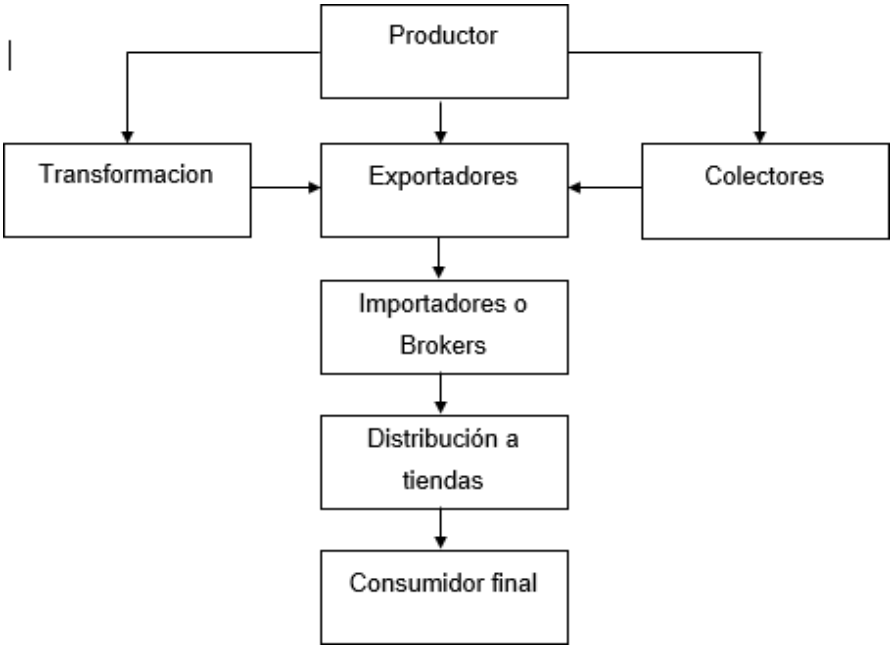 Productor
Transformacion
Exportadores
Colectores
Importadores o
Brokers
Distribución a
tiendas
Consumidor final